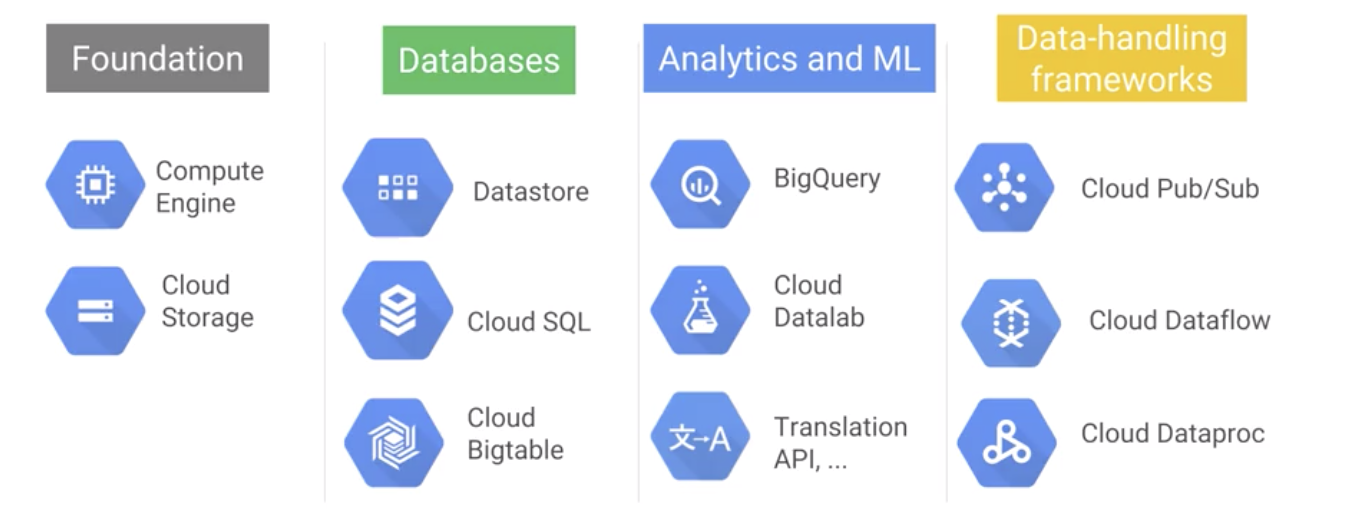 Foundation
Compute
Engine
Cloud
Storage
Databases
Datastore
Cloud SQL
Cloud
Bigtable
Analytics and ML
BigQuery
Cloud
Datalab
文→A
Translation
API, ...
Data-handling
frameworks
Cloud Pub/Sub
Cloud Dataflow
Cloud Dataproc